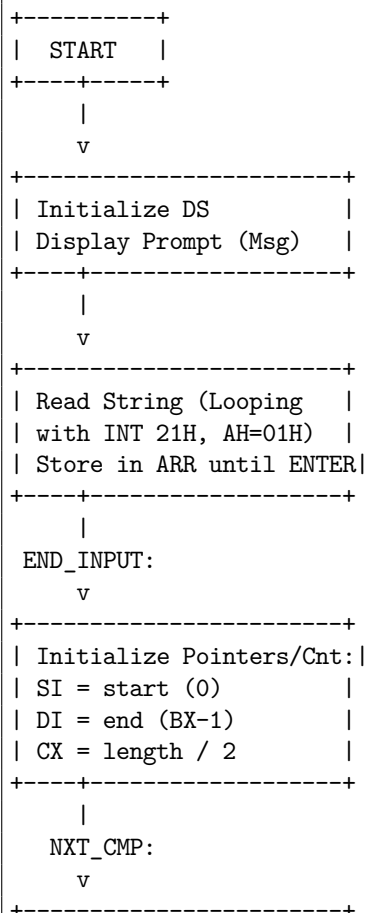 +----------+
|  START   |
+----+-----+
     |
     v
+------------------------+
| Initialize DS          |
| Display Prompt (Msg)   |
+----+-------------------+
     |
     v
+------------------------+
| Read String (Looping   |
| with INT 21H, AH=01H)  |
| Store in ARR until ENTER|
+----+-------------------+
     |
 END_INPUT:
     v
+------------------------+
| Initialize Pointers/Cnt:|
| SI = start (0)         |
| DI = end (BX-1)        |
| CX = length / 2        |
+----+-------------------+
     |
   NXT_CMP:
     v
+------------------------+